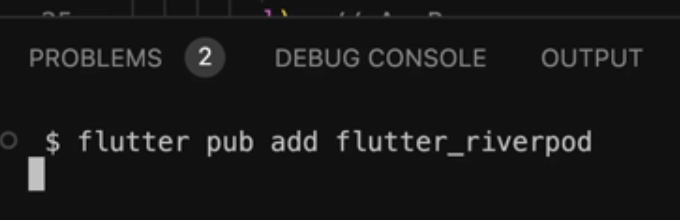 PROBLEMS 2 DEBUG CONSOLE OUTPUT
$ flutter pub add flutter_riverpod